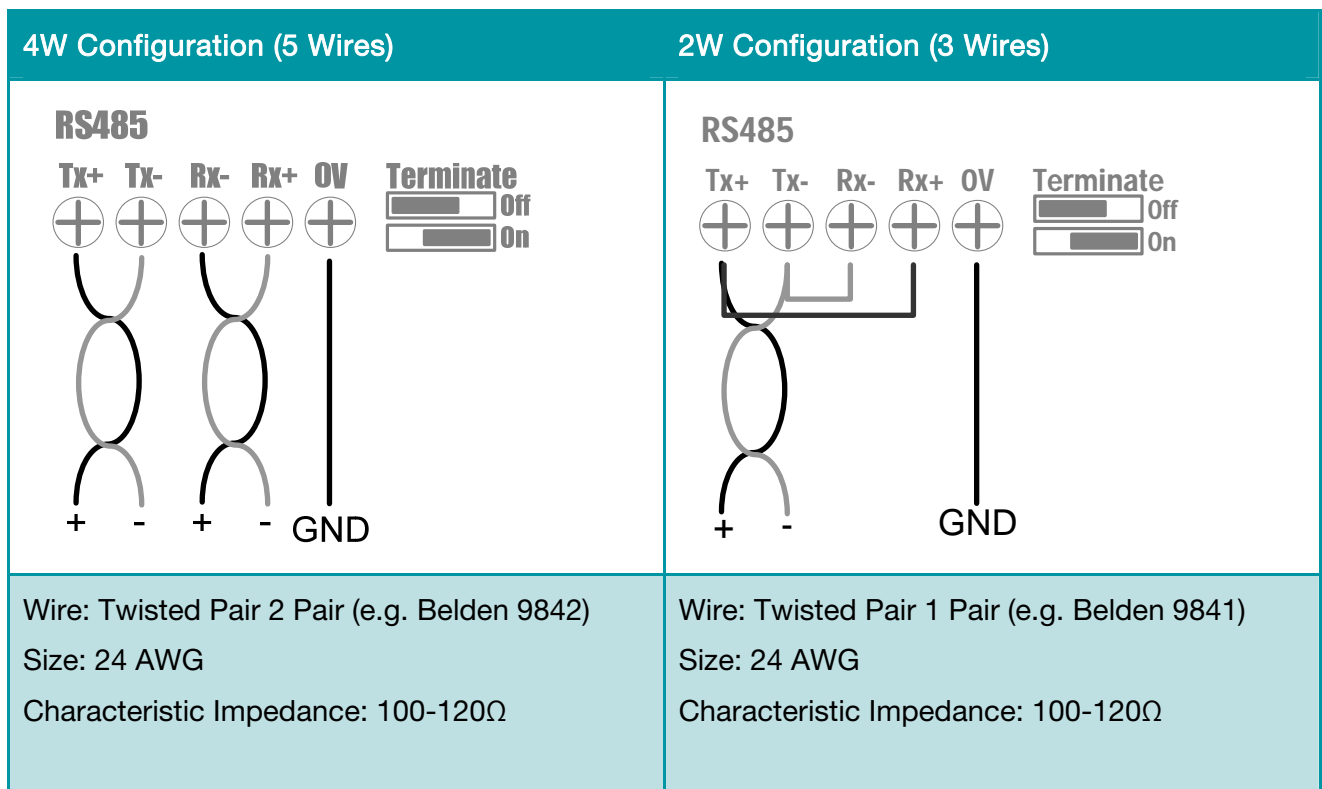 4W Configuration (5 Wires)
RS485
Tx+ Tx- Rx- Rx+ 0V Terminate
Off
On
+ - + - GND
Wire: Twisted Pair 2 Pair (e.g. Belden 9842)
Size: 24 AWG
Characteristic Impedance: 100-120Ω
2W Configuration (3 Wires)
RS485
Tx+ Tx- Rx- Rx+ 0V Terminate
Off
On
+ - GND
Wire: Twisted Pair 1 Pair (e.g. Belden 9841)
Size: 24 AWG
Characteristic Impedance: 100-120Ω